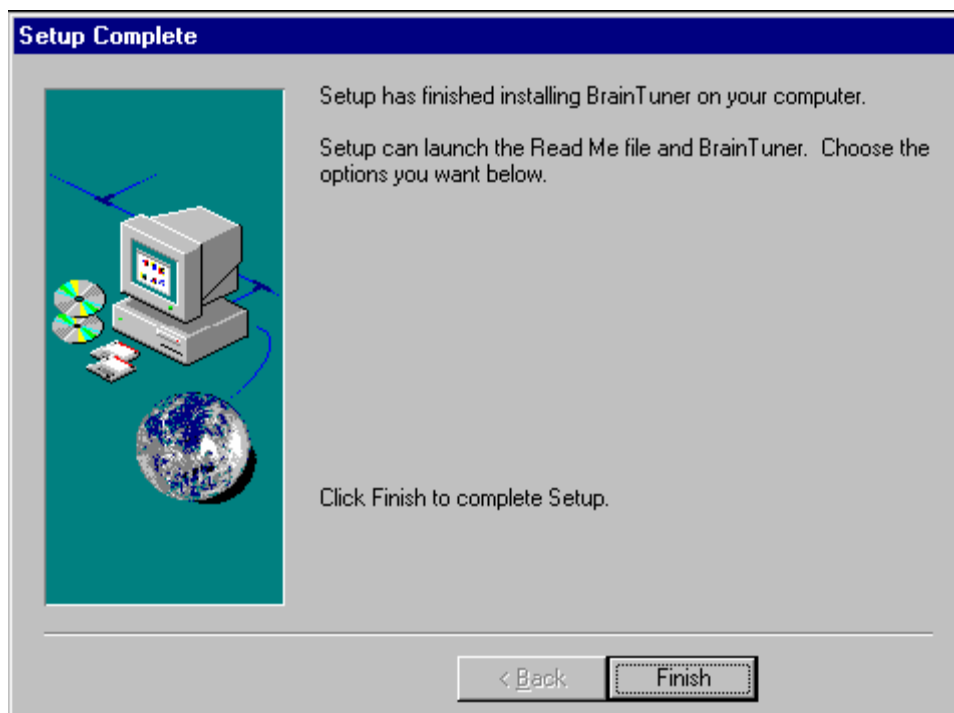 Setup Complete
Setup has finished installing BrainTuner on your computer.
Setup can launch the Read Me file and BrainTuner.  Choose the
options you want below.
Click Finish to complete Setup.
< Back
Finish